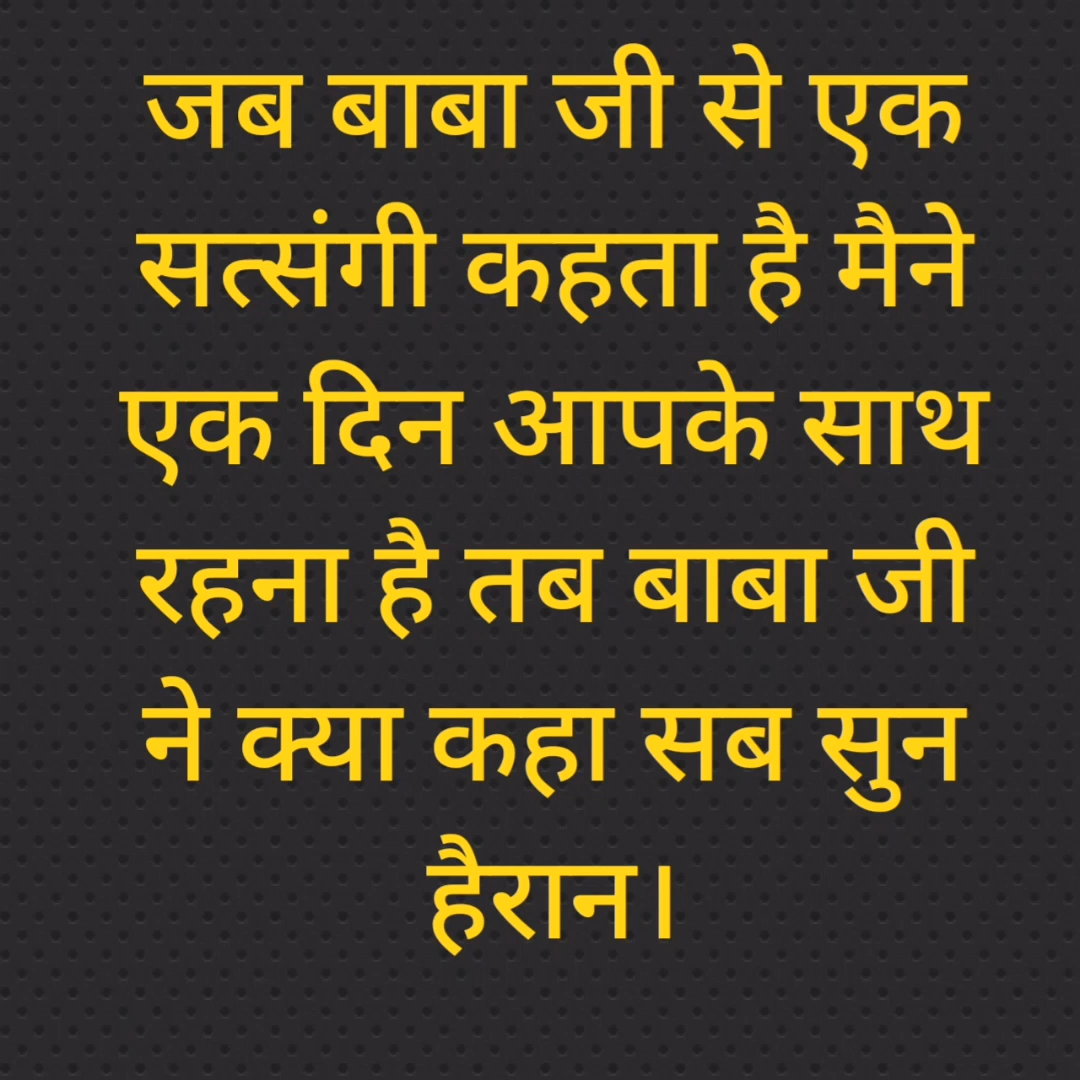 जब बाबा जी से एक
सत्संगी कहता है मैने
एक दिन आपके साथ
रहना है तब बाबा जी
ने क्या कहा सब सुन
हैरान।